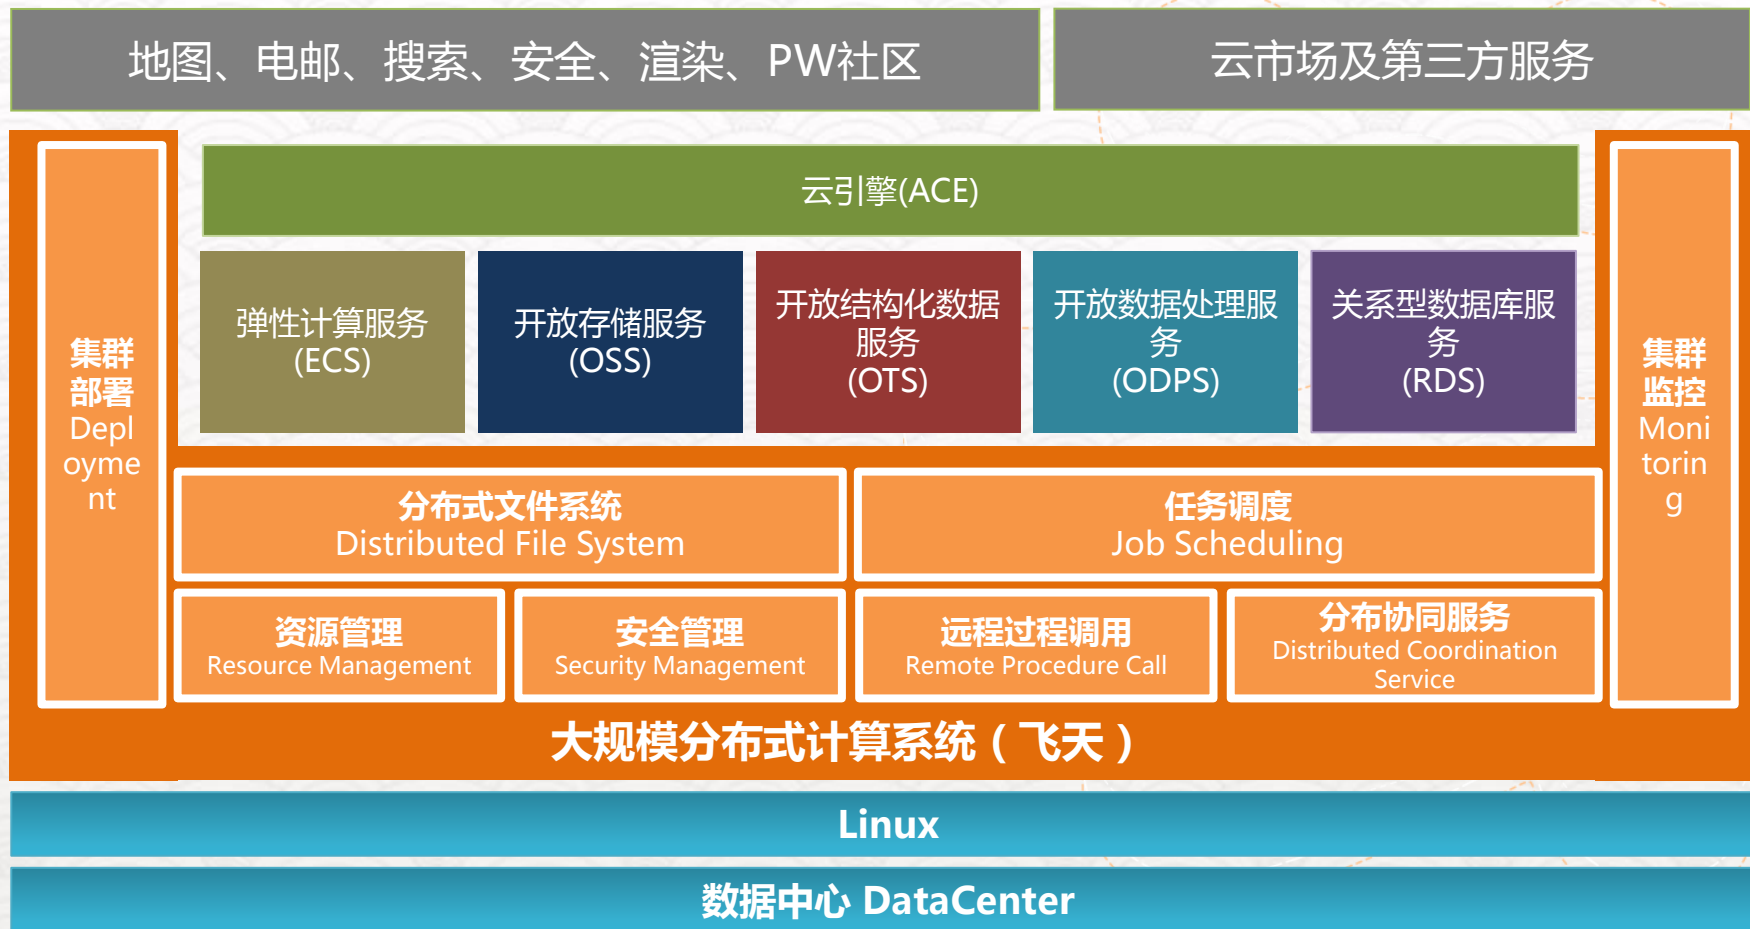 地图、电邮、搜索、安全、渲染、PW社区
云市场及第三方服务
云引擎(ACE)
弹性计算服务
(ECS)
开放存储服务
(OSS)
开放结构化数据
服务
(OTS)
开放数据处理服
务
(ODPS)
关系型数据库服
务
(RDS)
集群
部署
Depl
oyme
nt
集群
监控
Moni
torin
g
分布式文件系统
Distributed File System
任务调度
Job Scheduling
资源管理
Resource Management
安全管理
Security Management
远程过程调用
Remote Procedure Call
分布协同服务
Distributed Coordination
Service
大规模分布式计算系统（飞天）
Linux
数据中心 DataCenter